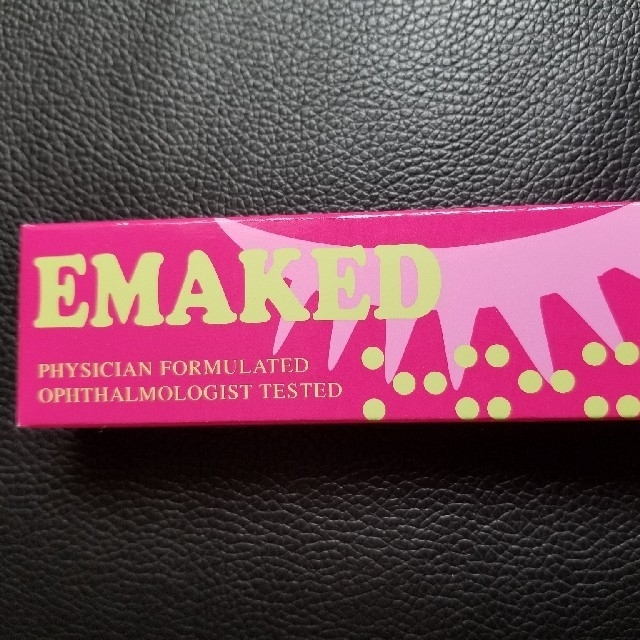 EMAKED
PHYSICIAN FORMULATED
OPHTHALMOLOGIST TESTED